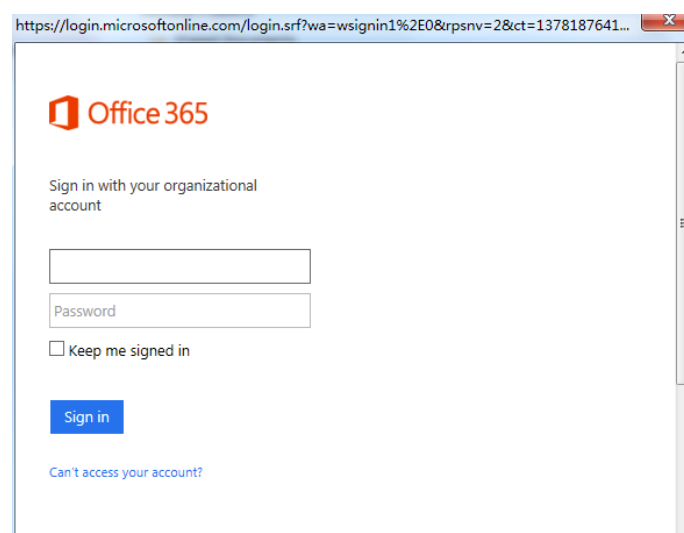 https://login.microsoftonline.com/login.srf?wa=wsignin1%2E0&rpsnv=2&ct=1378187641...
Office 365
Sign in with your organizational
account
Password
Keep me signed in
Sign in
Can't access your account?